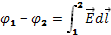 φ₁ - φ₂ = ∫₁² E⃗dl⃗